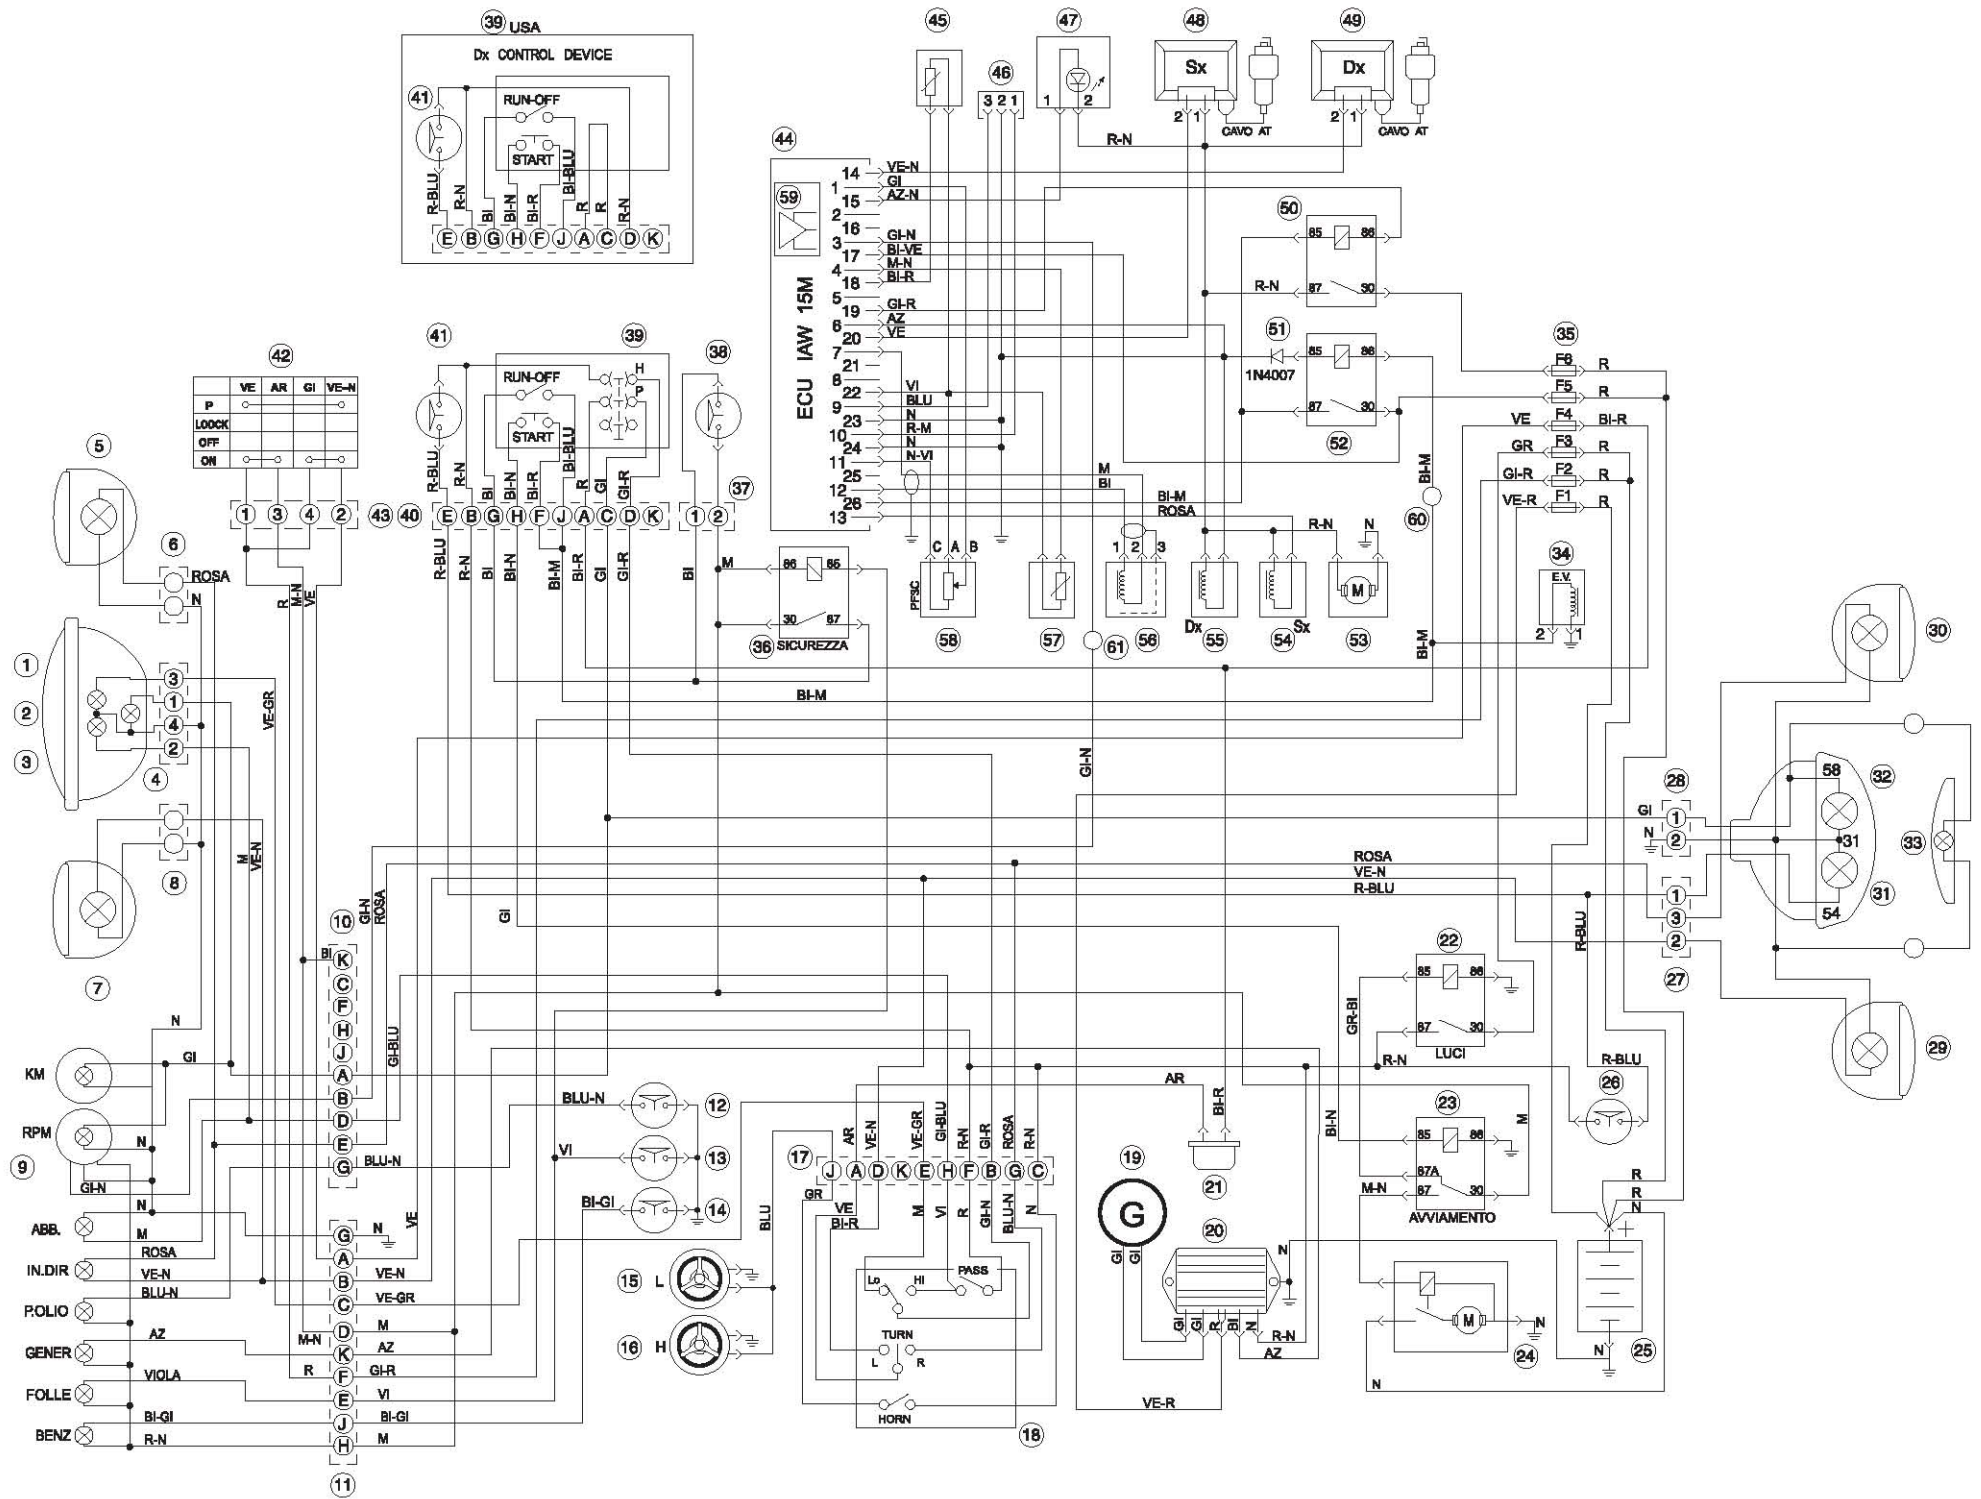 39 USA
Dx CONTROL DEVICE
41
RUN-OFF
START
R-BLU R-N BI BI-N BI-R BI-BLU R R R-N
E B G H F J A C D K
45
46
3 2 1
47
1 2
48
Sx
2 1
CAVO AT
49
Dx
2 1
CAVO AT
R-N
44
59
ECU IAW 15M
14 VE-N
1 GI
15 AZ-N
2
16
3 GI-N
17 BI-VE
4 M-N
18 BI-R
5
19 GI-R
6 AZ
20 VE
7
21
8
22 VI
9 BLU
23 N
10 R-M
24 N
11 N-VI
25
12
26
13
M
BI
BI-M
ROSA
50
85 86
R-N
87 30
51
1N4007
85 86
87 30
52
35
F6 R
F5 R
VE F4 BI-R
GR F3 R
GI-R F2 R
VE-R F1 R
BI-M
60
42
VE AR GI VE-N
P
LOOCK
OFF
ON
1 3 4 2
43
40
41
39
RUN-OFF
START
H
P
R-BLU R-N BI BI-N BI-R BI-BLU R GI GI-R
E B G H F J A C D K
R-BLU R-N BI BI-N BI-M BI-R GI GI-R
38
37
1 2
BI
M
86 85
30 87
36 SICUREZZA
C A B
PFSC
58
57
61
1 2 3
56
Dx
55
54
Sx
R-N
N
M
53
34
E.V.
2 1
BI-M
BI-M
GI-N
5
6
ROSA
N
R
M-N
VE
1
2
3
3
1
4
2
4
VE-GR
8
7
M
VE-N
N
GI
KM
RPM
N
9
GI-N
10
BI
K
C
F
H
J
A
B
D
E
G
BLU-N
GI-N
ROSA
GI-BLU
VE
GI
ABB.
N
M
IN.DIR
ROSA
VE-N
P.OLIO
BLU-N
GENER
AZ
FOLLE
VIOLA
BENZ
BI-GI
R-N
M-N
R
G N
A
B VE-N
C VE-GR
D M
K AZ
F GI-R
E VI
J BI-GI
H M
11
BLU-N 12
VI 13
BI-GI 14
15 L
16 H
BLU
17
AR VE-N VE-GR GI-BLU R-N GI-R ROSA R-N
J A D K E H F B G C
GR VE BI-R M VI R GI-N BLU-N N
Lo Hi PASS
TURN
L R
HORN
18
AR
BI-R
21
19
G
GI GI
20
N
GI GI R BI N
R-N
AZ
VE-R
ROSA
VE-N
R-BLU
R-BLU
22
85 86
87 30
LUCI
GR-BI
R-N
BI-N
23
85 86
87A
87 30
AVVIAMENTO
M-N
M
R-BLU
26
R
R
N
+
25
N
M
N
24
N
28
GI 1
N 2
27
1
3
2
58
31
54
32
31
33
30
29